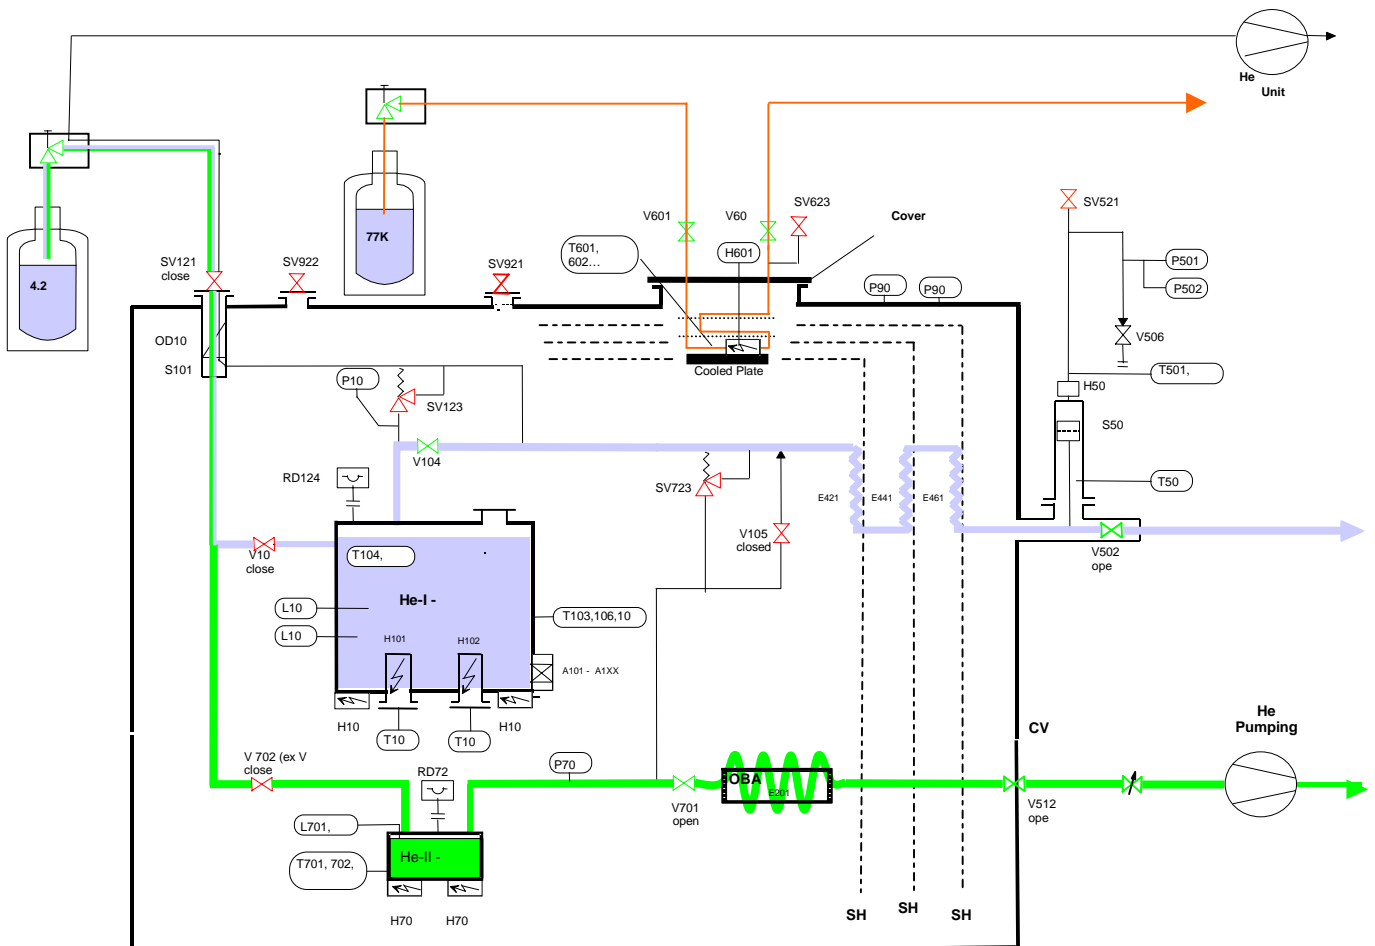 He
Unit
77K
4.2
SV121
close
SV922
SV921
V601
V60
SV623
Cover
SV521
T601,
602...
H601
P90
P90
P501
P502
V506
OD10
S101
P10
SV123
Cooled Plate
T501,
H50
S50
V104
RD124
SV723
E421
E441
E461
T50
V10
close
T104,
V105
closed
V502
ope
He-I -
L10
L10
T103,106,10
H101
H102
A101 - A1XX
H10
H10
T10
T10
He
Pumping
CV
V 702 (ex V
close
RD72
P70
OBA
E201
V701
open
V512
ope
L701,
He-II -
T701, 702,
H70
H70
SH
SH
SH